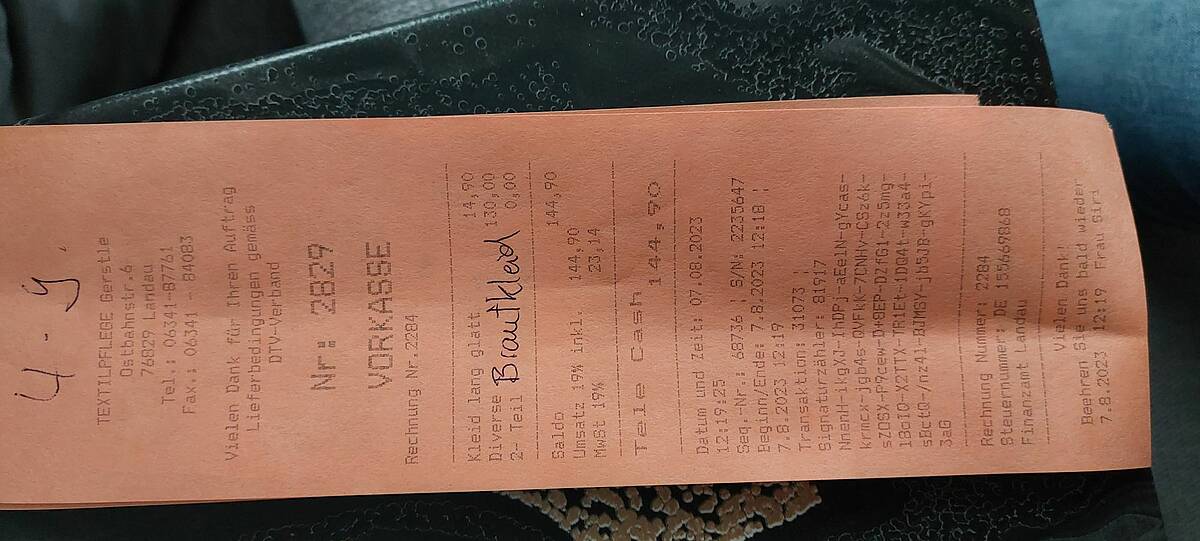 4-9.
TEXTILPFLEGE Gerstle
Ostbahnstr.6
76829 Landau
Tel.: 06341-87761
Fax.: 06341 - 84083
Vielen Dank für Ihren Auftrag
Lieferbedingungen gemäss
DTV-Verband
Nr: 2829
VORKASSE
Rechnung Nr.2284
Kleid lang glatt 14,90
Diverse Brautkleid 130,00
2- Teil 0,00
Saldo 144,90
Umsatz 19% inkl. 144,90
MwSt 19% 23,14
Tele Cash 144,90
Datum und Zeit: 07.08.2023
12:19:25
Seq.-Nr.: 68736 | S/N: 2235647
Beginn/Ende: 7.8.2023 12:18 |
7.8.2023 12:19
Transaktion: 31073 |
Signaturzähler: 81917
Rechnung Nummer: 2284
Steuernummer: DE 155669868
Finanzamt Landau
Vielen Dank!
Beehren Sie uns bald wieder
7.8.2023 12:19 Frau Siri